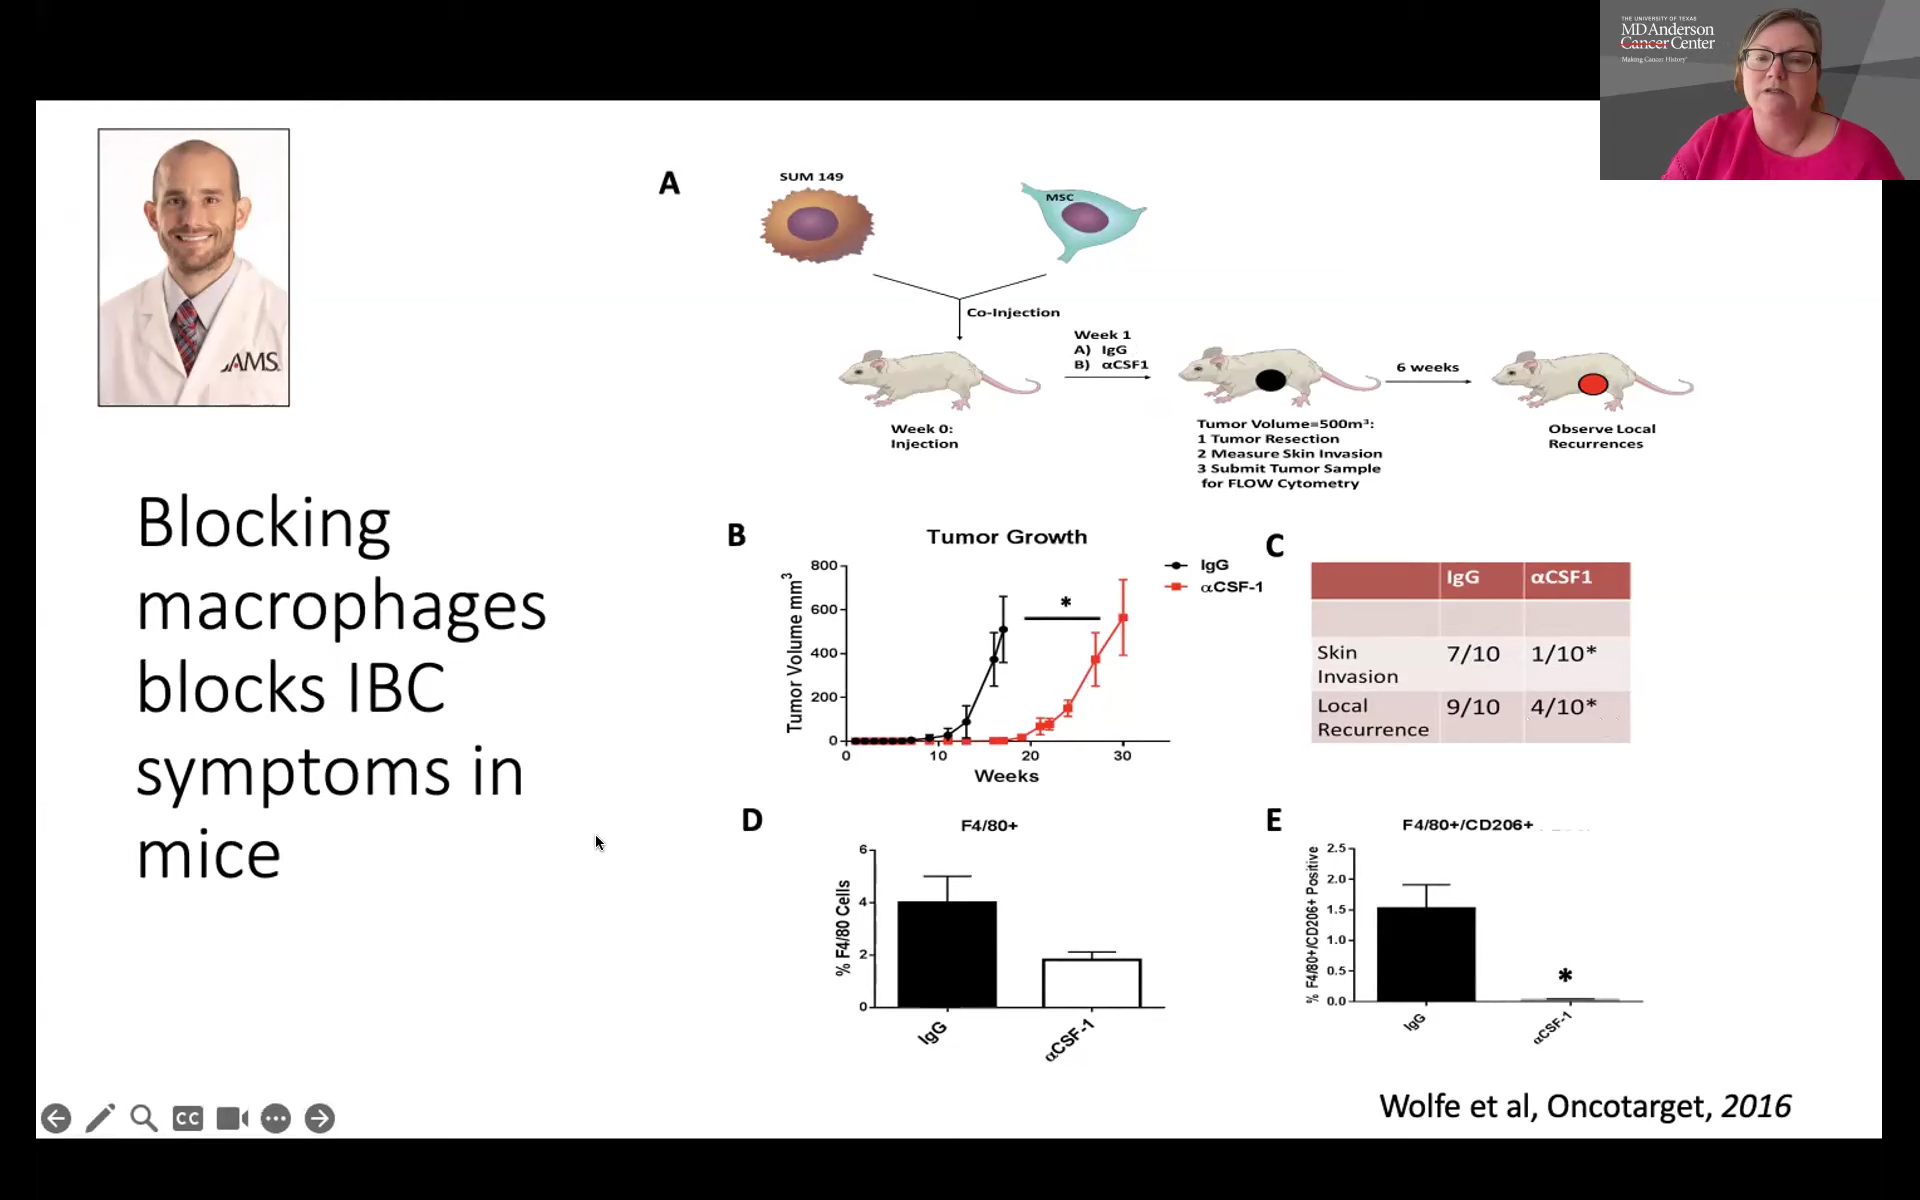 THE UNIVERSITY OF TEXAS
MD Anderson
Cancer Center
Making Cancer History®
AMS
Blocking
macrophages
blocks IBC
symptoms in
mice
A
SUM 149
MSC
Co-Injection
Week 0:
Injection
Week 1
A) IgG
B) αCSF1
Tumor Volume=500m³:
1 Tumor Resection
2 Measure Skin Invasion
3 Submit Tumor Sample
for FLOW Cytometry
6 weeks
Observe Local
Recurrences
B
Tumor Growth
IgG
αCSF-1
*
Tumor Volume mm³
800
600
400
200
0
0 10 20 30
Weeks
C
IgG αCSF1
Skin Invasion 7/10 1/10*
Local Recurrence 9/10 4/10*
D
F4/80+
% F4/80 Cells
6
4
2
0
IgG αCSF-1
E
F4/80+/CD206+
% F4/80+/CD206+ Positive
2.5
2.0
1.5
1.0
0.5
0.0
*
IgG αCSF-1
Wolfe et al, Oncotarget, 2016
CC